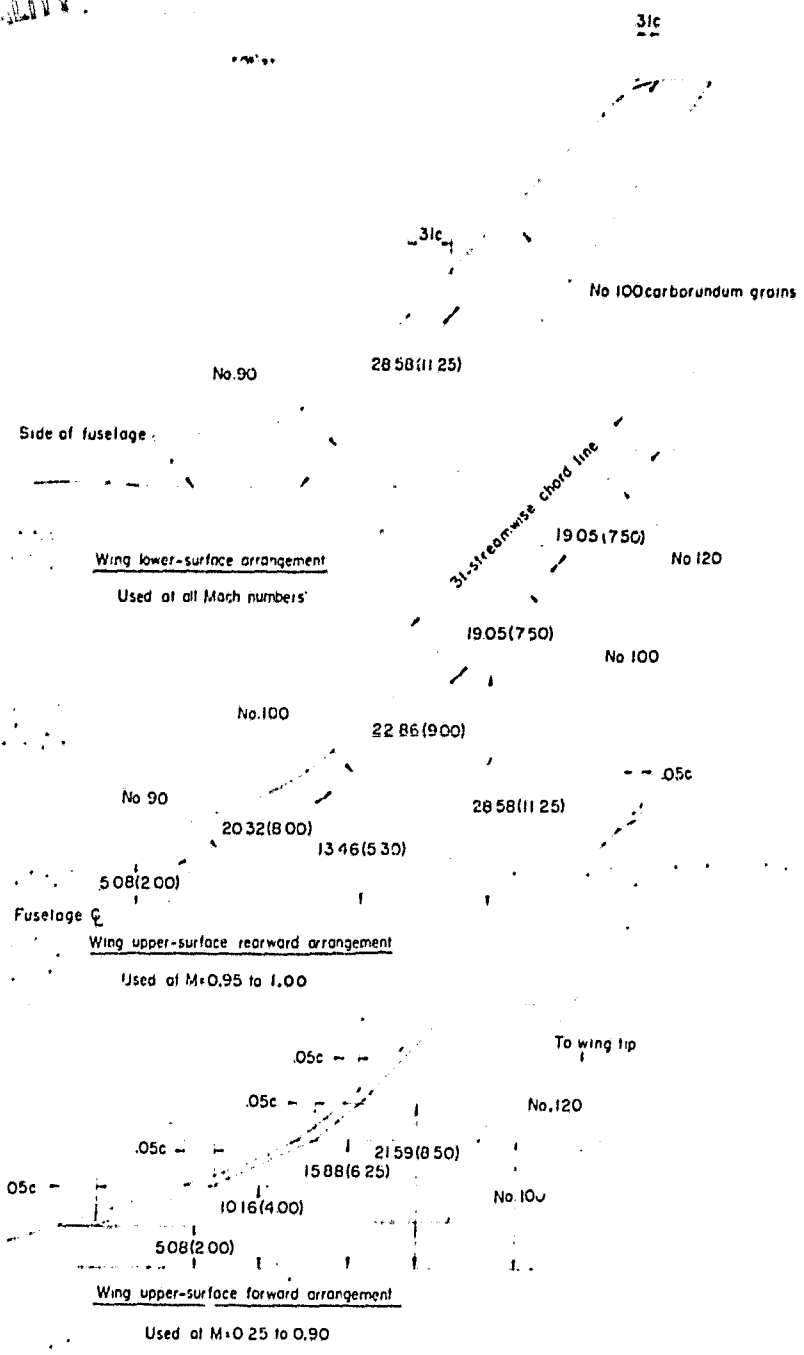 31c
31c
No 100 carborundum grains
28 58(11 25)
No.90
Side of fuselage
31-streamwise chord line
19 05(7 50)
Wing lower-surface arrangement
No 120
Used at all Mach numbers
19.05(7 50)
No 100
No.100
22 86(9 00)
.05c
No 90
28 58(11 25)
20 32(8 00)
13 46(5 30)
5 08(2 00)
Fuselage ℄
Wing upper-surface rearward arrangement
Used at M=0.95 to 1.00
To wing tip
.05c
.05c
No.120
.05c
21 59(8 50)
15 88(6 25)
05c
No.100
10 16(4.00)
5 08(2 00)
Wing upper-surface forward arrangement
Used at M=0 25 to 0.90